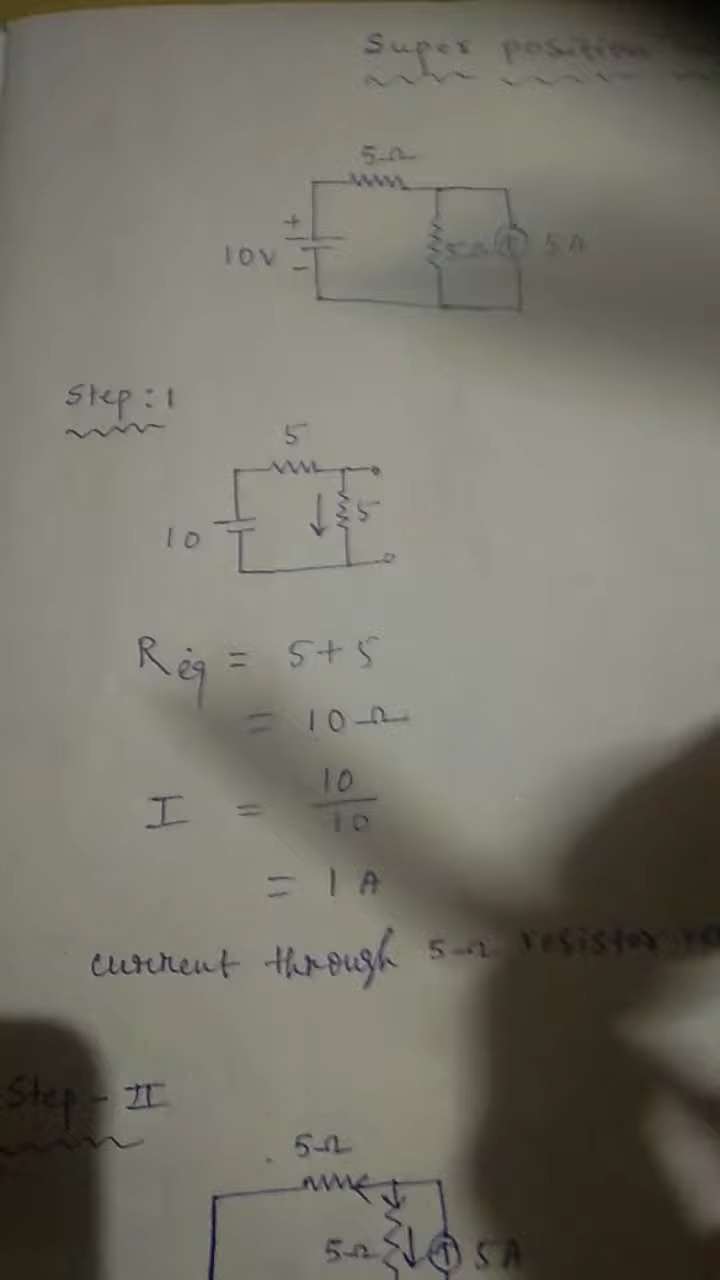 Super position
5Ω
+
10V
-
5Ω 5A
Step:1
5
10
5
Req = 5+5
= 10Ω
I = 10/10
= 1 A
current through 5Ω resistor
Step-II
5Ω
5Ω 5A